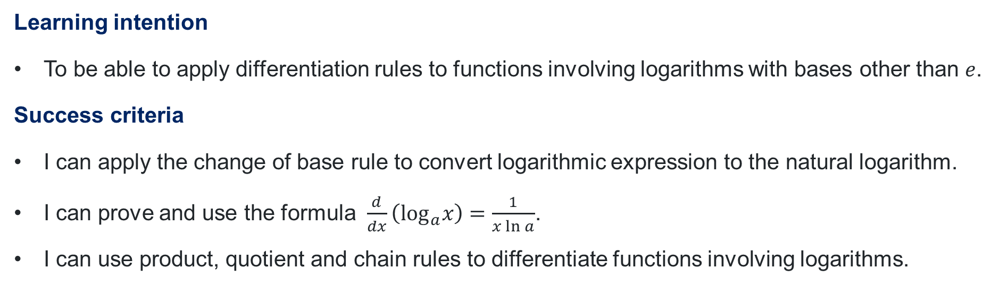 Learning intention
• To be able to apply differentiation rules to functions involving logarithms with bases other than e.
Success criteria
• I can apply the change of base rule to convert logarithmic expression to the natural logarithm.
• I can prove and use the formula d/dx (logₐ x) = 1/(x ln a).
• I can use product, quotient and chain rules to differentiate functions involving logarithms.